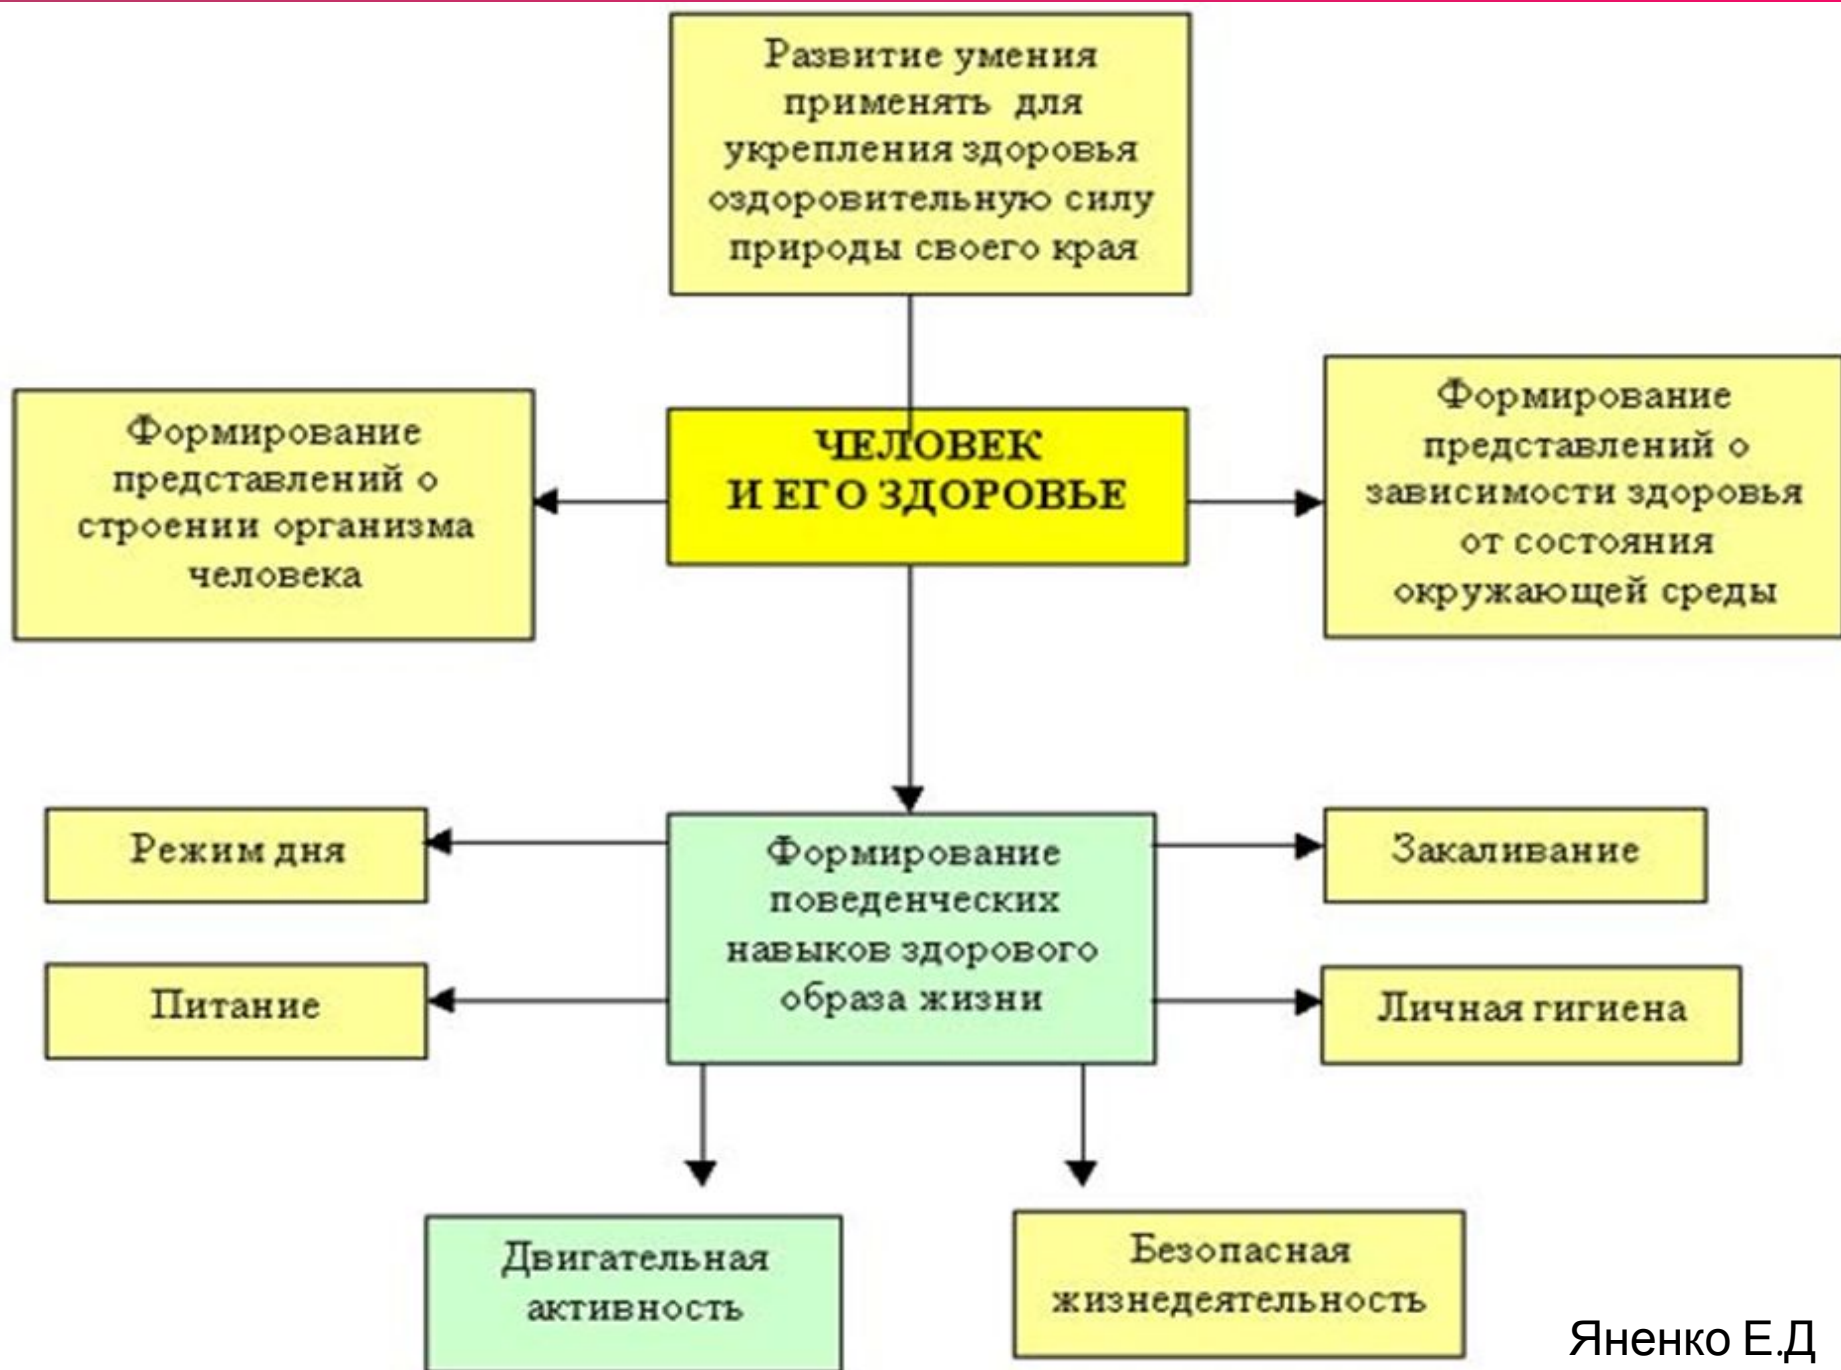 Развитие умения
применять для
укрепления здоровья
оздоровительную силу
природы своего края
Формирование
представлений о
строении организма
человека
ЧЕЛОВЕК
И ЕГО ЗДОРОВЬЕ
Формирование
представлений о
зависимости здоровья
от состояния
окружающей среды
Режим дня
Питание
Формирование
поведенческих
навыков здорового
образа жизни
Закаливание
Личная гигиена
Двигательная
активность
Безопасная
жизнедеятельность
Яненко Е.Д